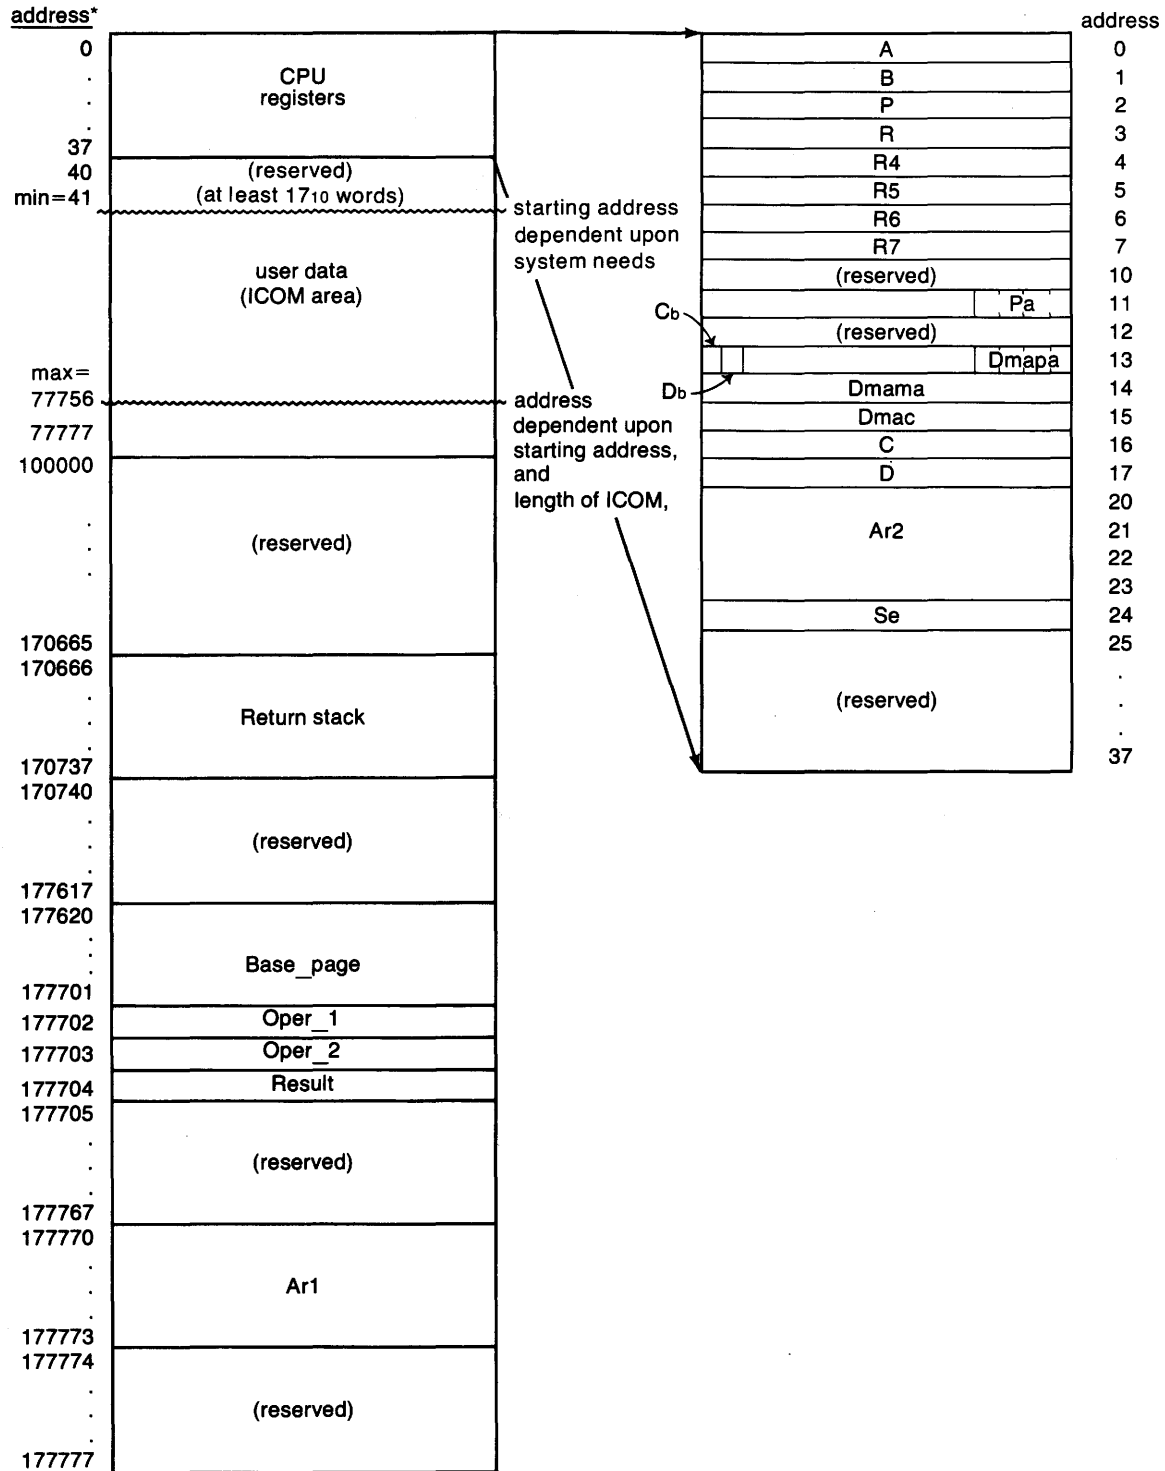 address*
0
.
.
.
37
CPU
registers
40
min=41
(reserved)
(at least 1710 words)
user data
(ICOM area)
max=
77756
77777
100000
.
.
.
(reserved)
170665
170666
.
.
.
Return stack
170737
170740
.
.
.
(reserved)
177617
177620
.
.
.
Base_page
177701
177702
Oper_1
177703
Oper_2
177704
Result
177705
.
.
.
(reserved)
177767
177770
.
.
.
Ar1
177773
177774
.
.
.
(reserved)
177777
starting address
dependent upon
system needs
address
dependent upon
starting address,
and
length of ICOM,
address
A 0
B 1
P 2
R 3
R4 4
R5 5
R6 6
R7 7
(reserved) 10
Pa 11
(reserved) 12
Cb
Db
Dmapa 13
Dmama 14
Dmac 15
C 16
D 17
20
Ar2 21
22
23
Se 24
25
.
(reserved) .
.
37